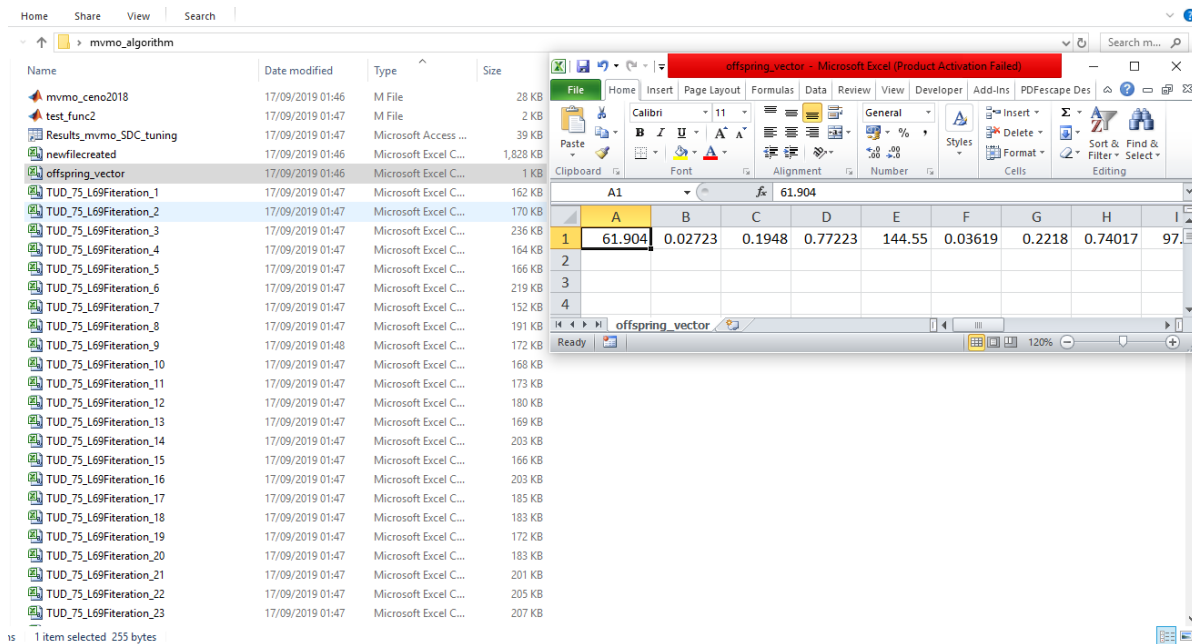 Home Share View Search
mvmo_algorithm
Search m...
Name Date modified Type Size
mvmo_ceno2018 17/09/2019 01:46 M File 28 KB
test_func2 17/09/2019 01:46 M File 2 KB
Results_mvmo_SDC_tuning 17/09/2019 01:46 Microsoft Access ... 39 KB
newfilecreated 17/09/2019 01:46 Microsoft Excel C... 1,828 KB
offspring_vector 17/09/2019 01:46 Microsoft Excel C... 1 KB
TUD_75_L69Fiteration_1 17/09/2019 01:47 Microsoft Excel C... 162 KB
TUD_75_L69Fiteration_2 17/09/2019 01:47 Microsoft Excel C... 170 KB
TUD_75_L69Fiteration_3 17/09/2019 01:47 Microsoft Excel C... 236 KB
TUD_75_L69Fiteration_4 17/09/2019 01:47 Microsoft Excel C... 164 KB
TUD_75_L69Fiteration_5 17/09/2019 01:47 Microsoft Excel C... 166 KB
TUD_75_L69Fiteration_6 17/09/2019 01:47 Microsoft Excel C... 219 KB
TUD_75_L69Fiteration_7 17/09/2019 01:47 Microsoft Excel C... 152 KB
TUD_75_L69Fiteration_8 17/09/2019 01:47 Microsoft Excel C... 191 KB
TUD_75_L69Fiteration_9 17/09/2019 01:48 Microsoft Excel C... 172 KB
TUD_75_L69Fiteration_10 17/09/2019 01:47 Microsoft Excel C... 168 KB
TUD_75_L69Fiteration_11 17/09/2019 01:47 Microsoft Excel C... 173 KB
TUD_75_L69Fiteration_12 17/09/2019 01:47 Microsoft Excel C... 180 KB
TUD_75_L69Fiteration_13 17/09/2019 01:47 Microsoft Excel C... 169 KB
TUD_75_L69Fiteration_14 17/09/2019 01:47 Microsoft Excel C... 203 KB
TUD_75_L69Fiteration_15 17/09/2019 01:47 Microsoft Excel C... 166 KB
TUD_75_L69Fiteration_16 17/09/2019 01:47 Microsoft Excel C... 203 KB
TUD_75_L69Fiteration_17 17/09/2019 01:47 Microsoft Excel C... 185 KB
TUD_75_L69Fiteration_18 17/09/2019 01:47 Microsoft Excel C... 183 KB
TUD_75_L69Fiteration_19 17/09/2019 01:47 Microsoft Excel C... 172 KB
TUD_75_L69Fiteration_20 17/09/2019 01:47 Microsoft Excel C... 183 KB
TUD_75_L69Fiteration_21 17/09/2019 01:47 Microsoft Excel C... 201 KB
TUD_75_L69Fiteration_22 17/09/2019 01:47 Microsoft Excel C... 205 KB
TUD_75_L69Fiteration_23 17/09/2019 01:47 Microsoft Excel C... 207 KB
1 item selected 255 bytes
offspring_vector - Microsoft Excel (Product Activation Failed)
File Home Insert Page Layout Formulas Data Review View Developer Add-Ins PDFescape Des
Calibri 11 General Insert
B I U A A % , Delete
Paste Styles Format Sort & Filter Find & Select
Clipboard Font Alignment Number Cells Editing
A1 fx 61.904
A B C D E F G H I
1 61.904 0.02723 0.1948 0.77223 144.55 0.03619 0.2218 0.74017 97.
2
3
4
offspring_vector
Ready 120%